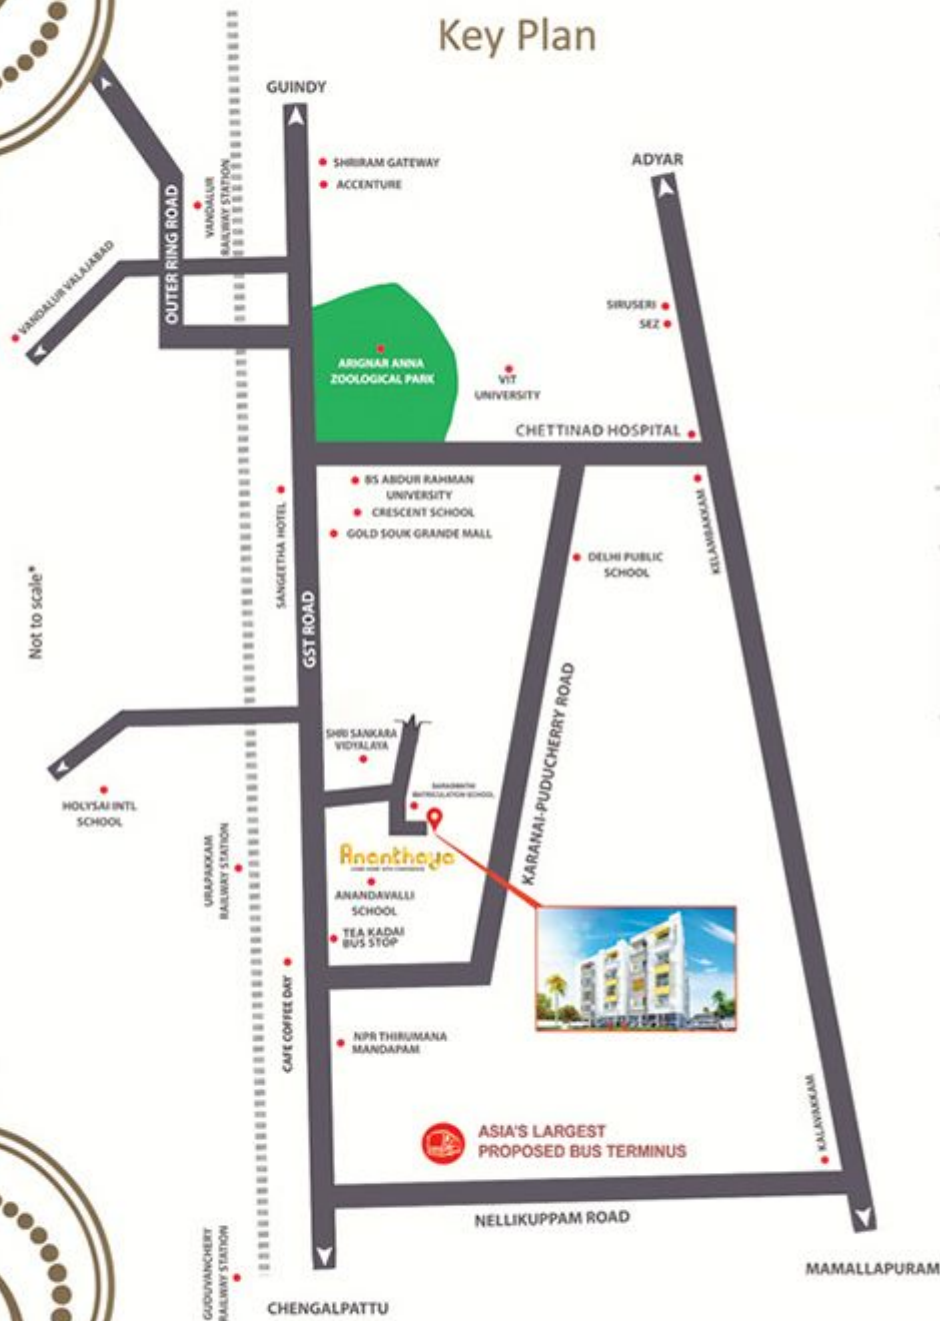 Key Plan
GUINDY
SHRIRAM GATEWAY
ACCENTURE
ADYAR
VANDALUR
RAILWAY STATION
OUTER RING ROAD
VANDALUR VALAJABAD
SIRUSERI
SEZ
ARIGNAR ANNA
ZOOLOGICAL PARK
VIT
UNIVERSITY
CHETTINAD HOSPITAL
BS ABDUR RAHMAN
UNIVERSITY
CRESCENT SCHOOL
GOLD SOUK GRANDE MALL
SANGEETHA HOTEL
KELAMBAKKAM
DELHI PUBLIC
SCHOOL
Not to scale*
GST ROAD
KARANAI-PUDUCHERRY ROAD
SHRI SANKARA
VIDYALAYA
SARASWATHI
MATRICULATION SCHOOL
HOLYSAI INTL
SCHOOL
Ananthaya
URAPAKKAM
RAILWAY STATION
ANANDAVALLI
SCHOOL
TEA KADAI
BUS STOP
CAFE COFFEE DAY
NPR THIRUMANA
MANDAPAM
KALAVAKKAM
ASIA'S LARGEST
PROPOSED BUS TERMINUS
NELLIKUPPAM ROAD
GUDUVANCHERY
RAILWAY STATION
MAMALLAPURAM
CHENGALPATTU